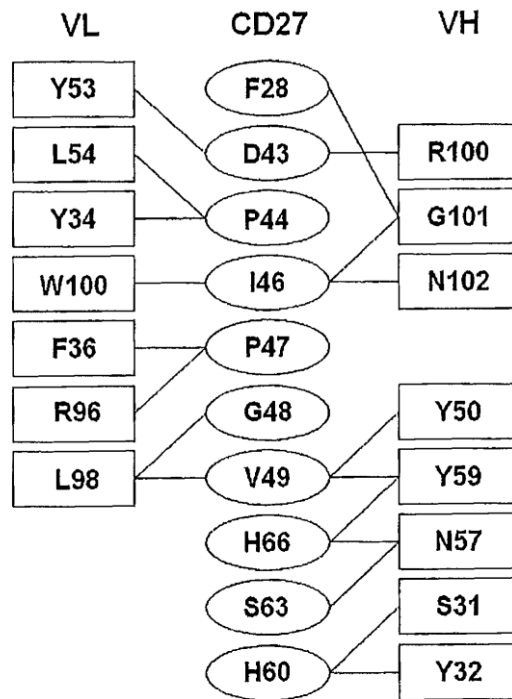 VL CD27 VH
Y53 F28
L54 D43 R100
Y34 P44 G101
W100 I46 N102
F36 P47
R96 G48 Y50
L98 V49 Y59
H66 N57
S63 S31
H60 Y32